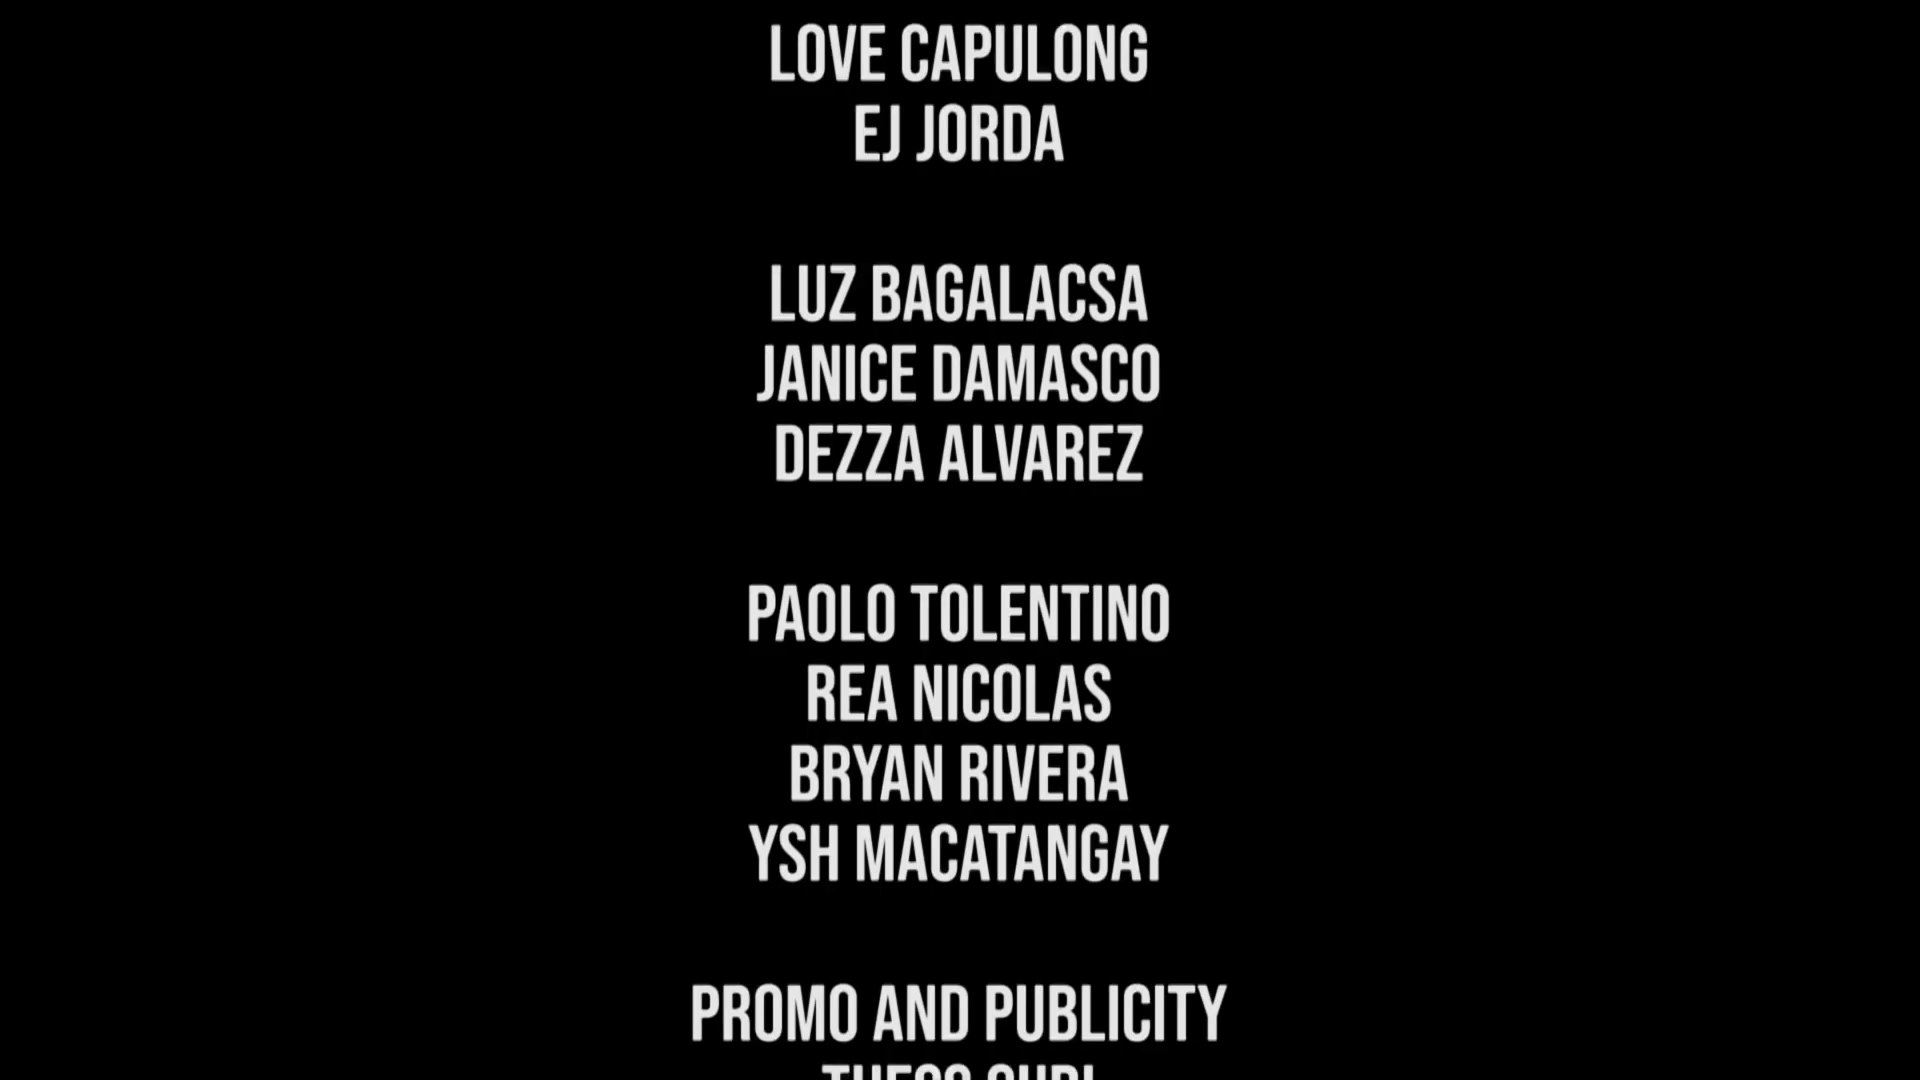 LOVE CAPULONG
EJ JORDA
LUZ BAGALACSA
JANICE DAMASCO
DEZZA ALVAREZ
PAOLO TOLENTINO
REA NICOLAS
BRYAN RIVERA
YSH MACATANGAY
PROMO AND PUBLICITY